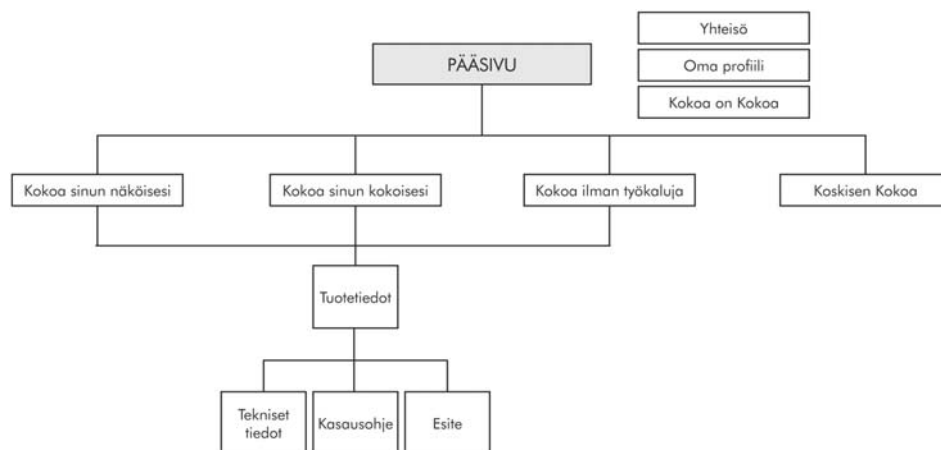 Yhteisö
PÄÄSIVU
Oma profiili
Kokoa on Kokoa
Kokoa sinun näköisesi
Kokoa sinun kokoisesi
Kokoa ilman työkaluja
Koskisen Kokoa
Tuotetiedot
Tekniset
tiedot
Kasausohje
Esite